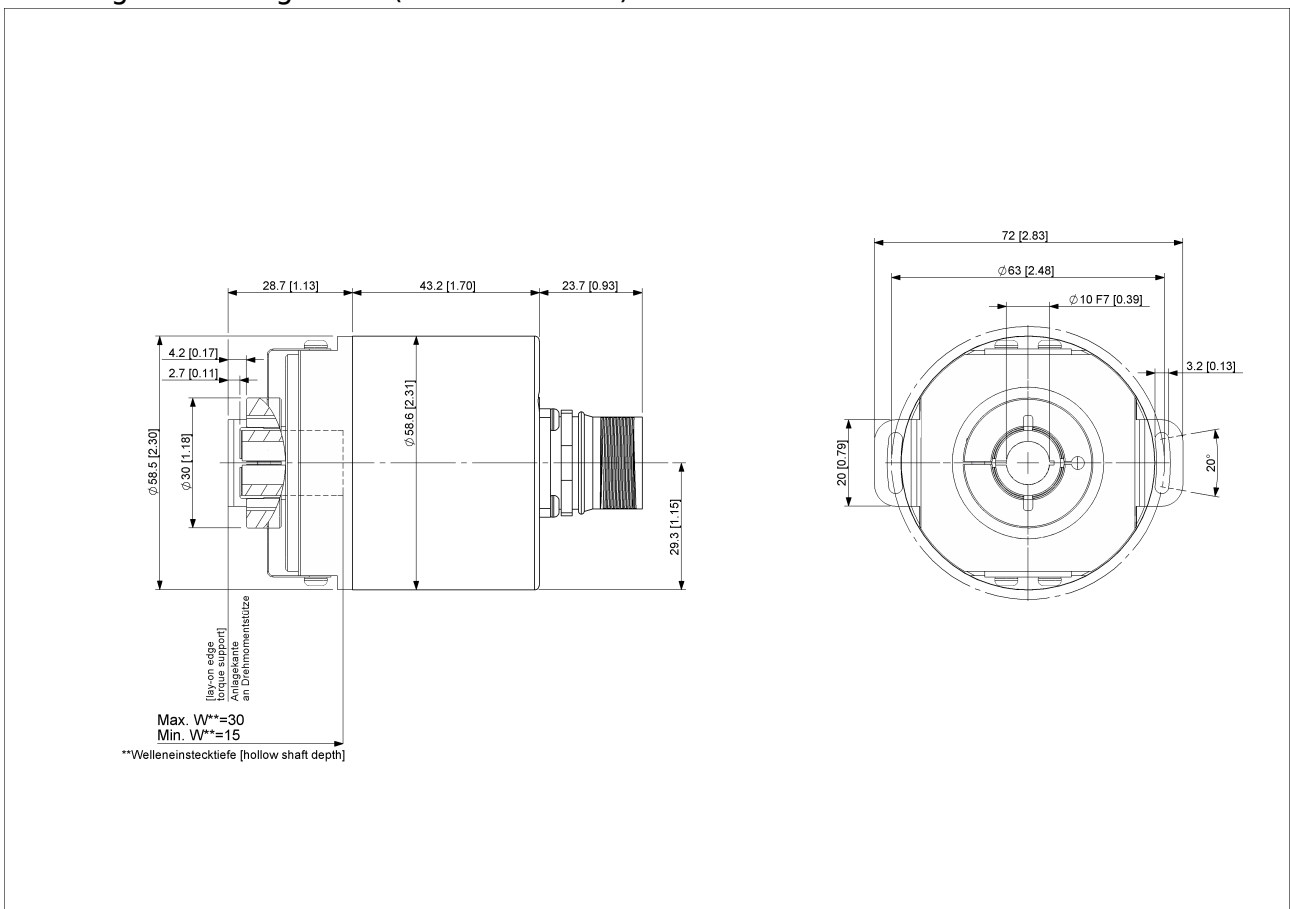 28.7 [1.13]
43.2 [1.70]
23.7 [0.93]
4.2 [0.17]
2.7 [0.11]
∅58.5 [2.30]
∅30 [1.18]
∅58.6 [2.31]
29.3 [1.15]
[lay-on edge
torque support]
Anlagekante
an Drehmomentstütze
Max. W**=30
Min. W**=15
**Welleneinstecktiefe [hollow shaft depth]
72 [2.83]
∅63 [2.48]
∅10 F7 [0.39]
3.2 [0.13]
20 [0.79]
20°